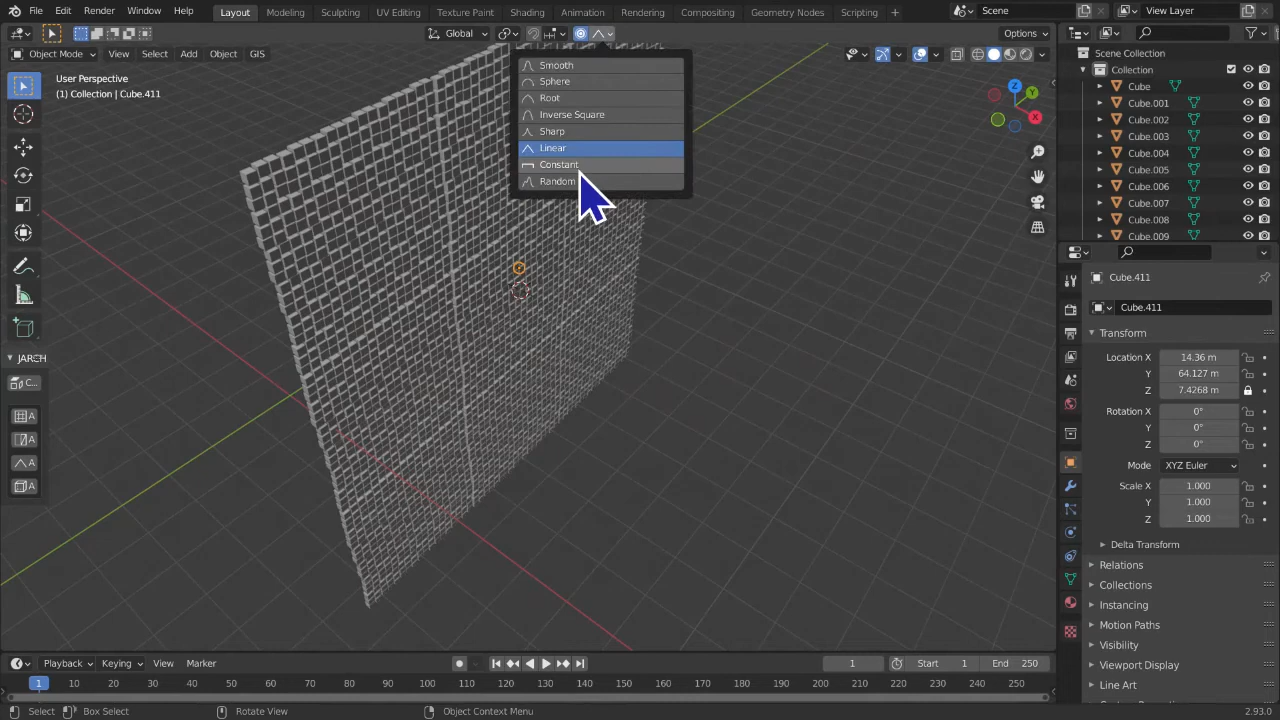 File Edit Render Window Help
Layout Modeling Sculpting UV Editing Texture Paint Shading Animation Rendering Compositing Geometry Nodes Scripting +
Scene
View Layer
Global
Options
Object Mode View Select Add Object GIS
User Perspective
(1) Collection | Cube.411
Smooth
Sphere
Root
Inverse Square
Sharp
Linear
Constant
Random
Z
Y
X
JARCH
C...
A
A
A
A
Scene Collection
Collection
Cube
Cube.001
Cube.002
Cube.003
Cube.004
Cube.005
Cube.006
Cube.007
Cube.008
Cube.009
Cube.411
Cube.411
Transform
Location X 14.36 m
Y 64.127 m
Z 7.4268 m
Rotation X 0°
Y 0°
Z 0°
Mode XYZ Euler
Scale X 1.000
Y 1.000
Z 1.000
Delta Transform
Relations
Collections
Instancing
Motion Paths
Visibility
Viewport Display
Line Art
Playback Keying View Marker
1 Start 1 End 250
1 10 20 30 40 50 60 70 80 90 100 110 120 130 140 150 160 170 180 190 200 210 220 230 240 250
Select Box Select Rotate View Object Context Menu 2.93.0